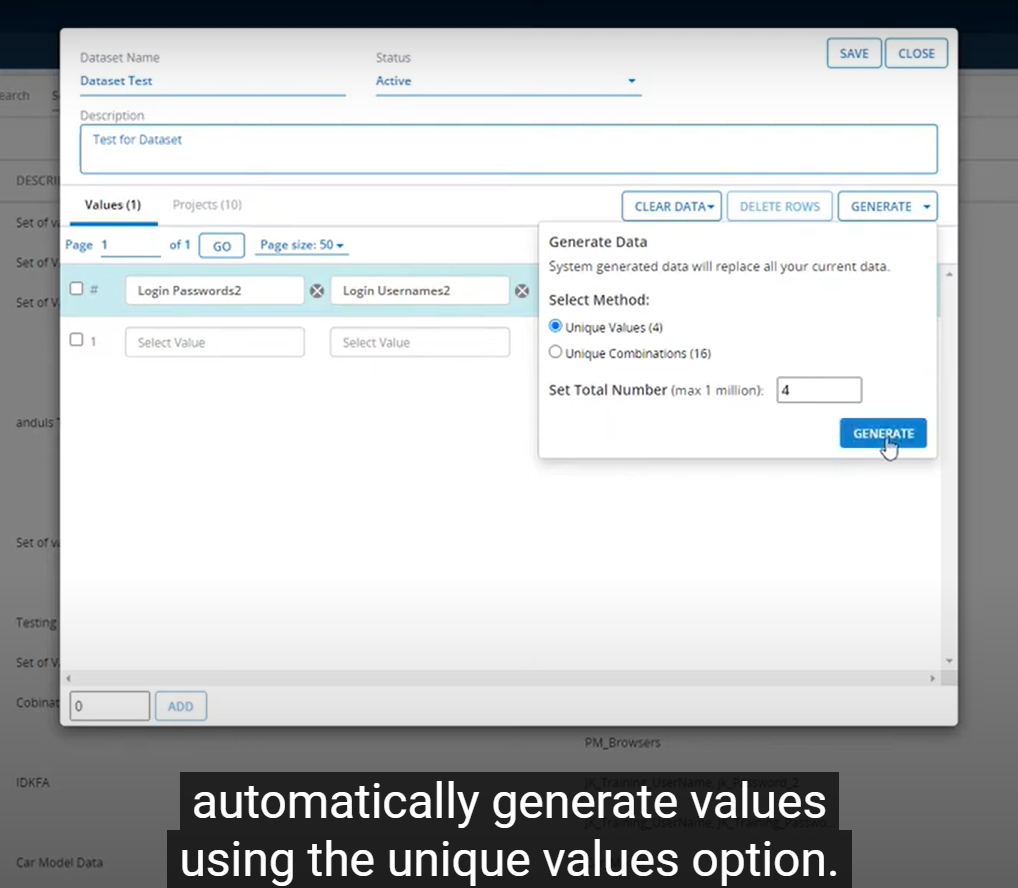 Dataset Name
Status
SAVE
CLOSE
Dataset Test
Active
earch
Description
Test for Dataset
Values (1)
Projects (10)
CLEAR DATA
DELETE ROWS
GENERATE
Page 1 of 1
GO
Page size: 50
Generate Data
System generated data will replace all your current data.
#
Login Passwords2
Login Usernames2
Select Method:
Unique Values (4)
1
Select Value
Select Value
Unique Combinations (16)
Set Total Number (max 1 million):
4
GENERATE
Set of
Set of
Set of
anduls
Set of
Testing
Set of
0
ADD
PM_Browsers
IDKFA
Car Model Data
automatically generate values
using the unique values option.